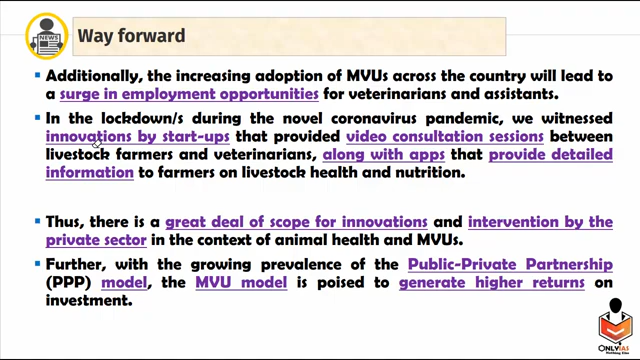 NEWS
Way forward
Additionally, the increasing adoption of MVUs across the country will lead to
a surge in employment opportunities for veterinarians and assistants.
In the lockdown/s during the novel coronavirus pandemic, we witnessed
innovations by start-ups that provided video consultation sessions between
livestock farmers and veterinarians, along with apps that provide detailed
information to farmers on livestock health and nutrition.
Thus, there is a great deal of scope for innovations and intervention by the
private sector in the context of animal health and MVUs.
Further, with the growing prevalence of the Public-Private Partnership
(PPP) model, the MVU model is poised to generate higher returns on
investment.
ONLYIAS